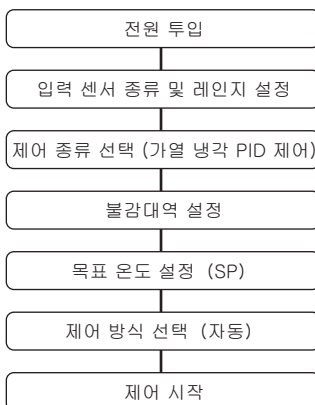 전원 투입
입력 센서 종류 및 레인지 설정
제어 종류 선택 (가열 냉각 PID 제어)
불감대역 설정
목표 온도 설정 (SP)
제어 방식 선택 (자동)
제어 시작